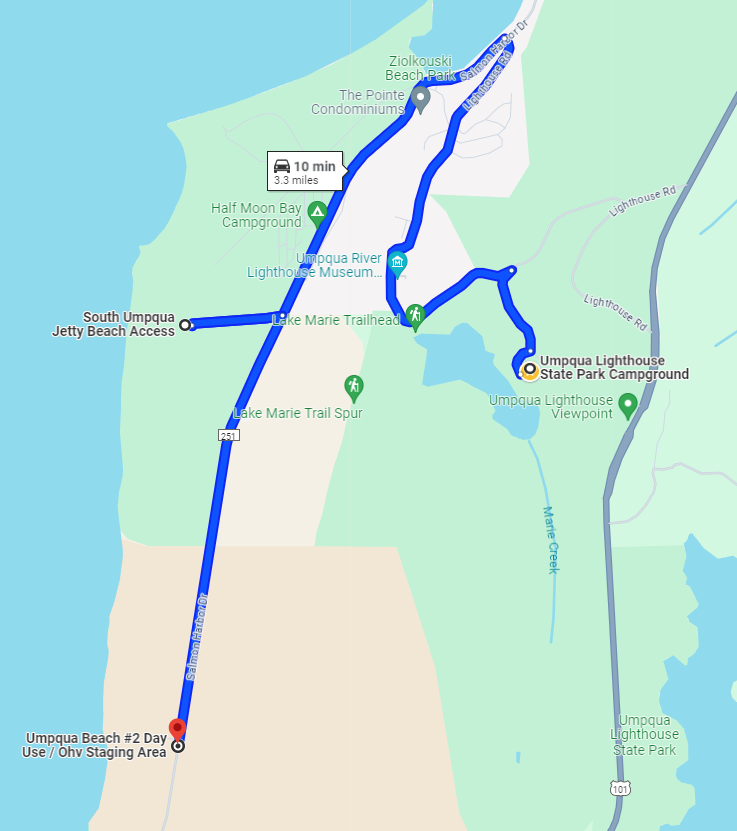 Salmon Harbor Dr
Ziolkouski
Beach Park
Salmon Harbor Dr
Lighthouse Rd
The Pointe
Condominiums
10 min
3.3 miles
Lighthouse Rd
Half Moon Bay
Campground
Umpqua River
Lighthouse Museum...
Lighthouse Rd
South Umpqua
Jetty Beach Access
Lake Marie Trailhead
Umpqua Lighthouse
State Park Campground
Lake Marie Trail Spur
Umpqua Lighthouse
Viewpoint
251
Marie Creek
Salmon Harbor Dr
Umpqua Beach #2 Day
Use / Ohv Staging Area
Umpqua
Lighthouse
State Park
101